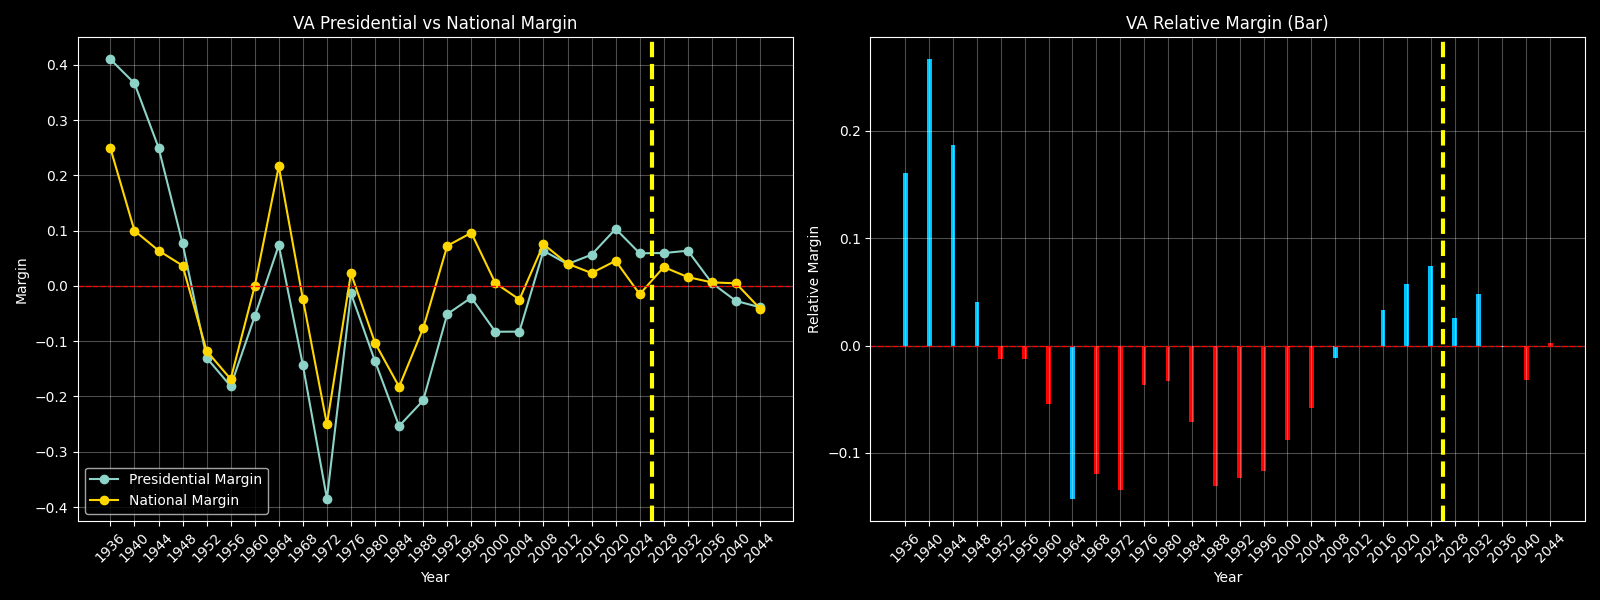 VA Presidential vs National Margin
0.4
0.3
0.2
0.1
0.0
−0.1
−0.2
−0.3
−0.4
Margin
Presidential Margin
National Margin
1936 1940 1944 1948 1952 1956 1960 1964 1968 1972 1976 1980 1984 1988 1992 1996 2000 2004 2008 2012 2016 2020 2024 2028 2032 2036 2040 2044
Year
VA Relative Margin (Bar)
0.2
0.1
0.0
−0.1
Relative Margin
1936 1940 1944 1948 1952 1956 1960 1964 1968 1972 1976 1980 1984 1988 1992 1996 2000 2004 2008 2012 2016 2020 2024 2028 2032 2036 2040 2044
Year